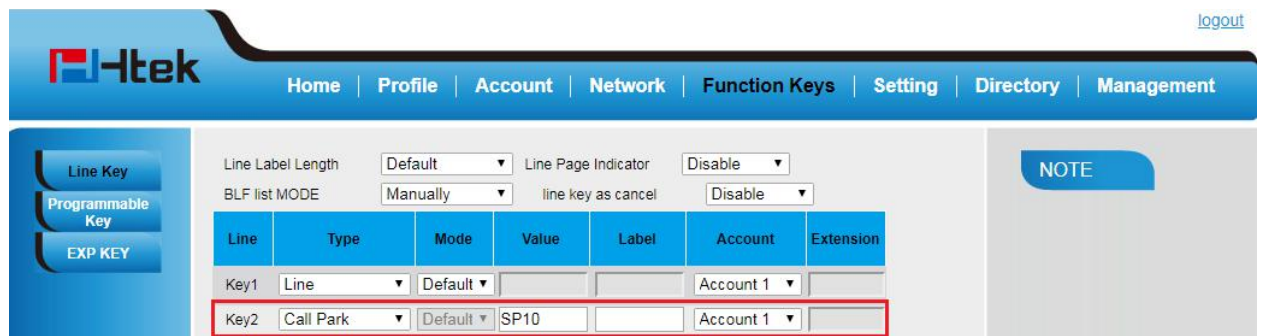 logout
Htek
Home | Profile | Account | Network | Function Keys | Setting | Directory | Management
Line Key
Programmable Key
EXP KEY
Line Label Length Default Line Page Indicator Disable
BLF list MODE Manually line key as cancel Disable
Line Type Mode Value Label Account Extension
Key1 Line Default Account 1
Key2 Call Park Default SP10 Account 1
NOTE